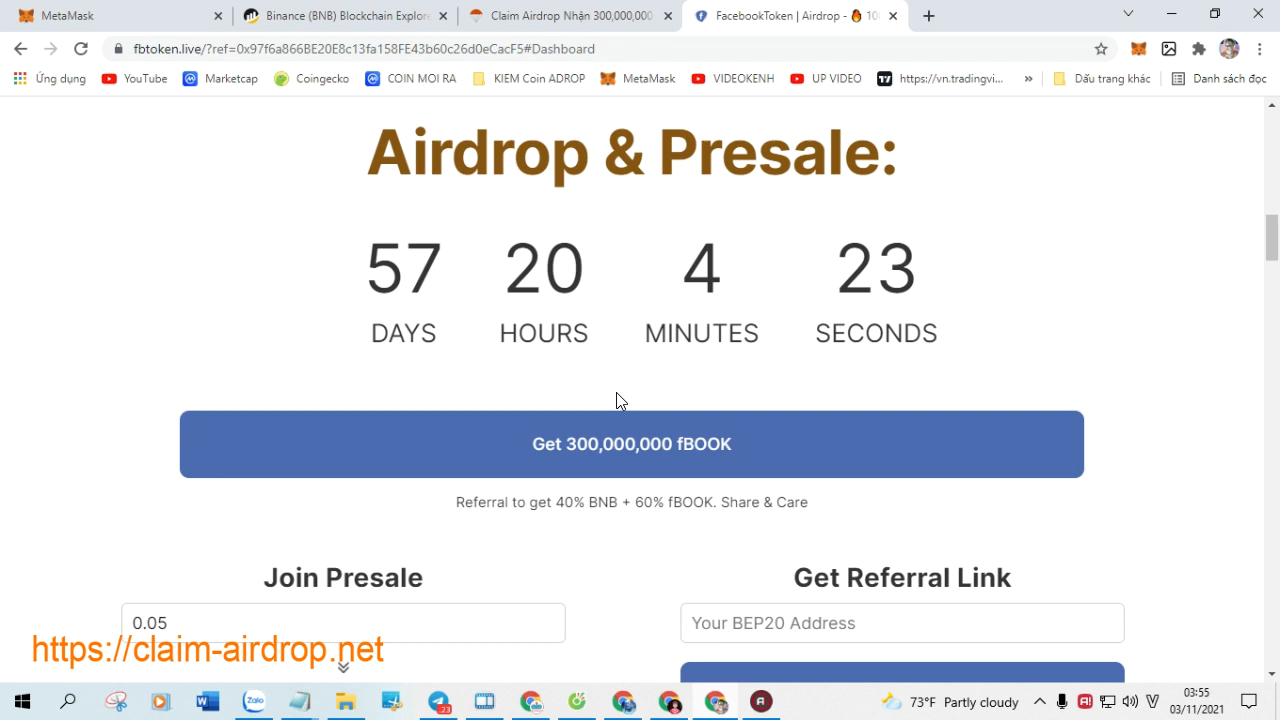 MetaMask
Binance (BNB) Blockchain Explore
Claim Airdrop Nhận 300,000,000
FacebookToken | Airdrop - 🔥 10
fbtoken.live/?ref=0x97f6a866BE20E8c13fa158FE43b60c26d0eCacF5#Dashboard
Ứng dụng
YouTube
Marketcap
Coingecko
COIN MOI RA
KIEM Coin ADROP
MetaMask
VIDEOKENH
UP VIDEO
https://vn.tradingvi...
»
Dấu trang khác
Danh sách đọc
Airdrop & Presale:
57 20 4 23
DAYS HOURS MINUTES SECONDS
Get 300,000,000 fBOOK
Referral to get 40% BNB + 60% fBOOK. Share & Care
Join Presale
Get Referral Link
0.05
Your BEP20 Address
https://claim-airdrop.net
Zalo
23
73°F Partly cloudy
03:55
03/11/2021